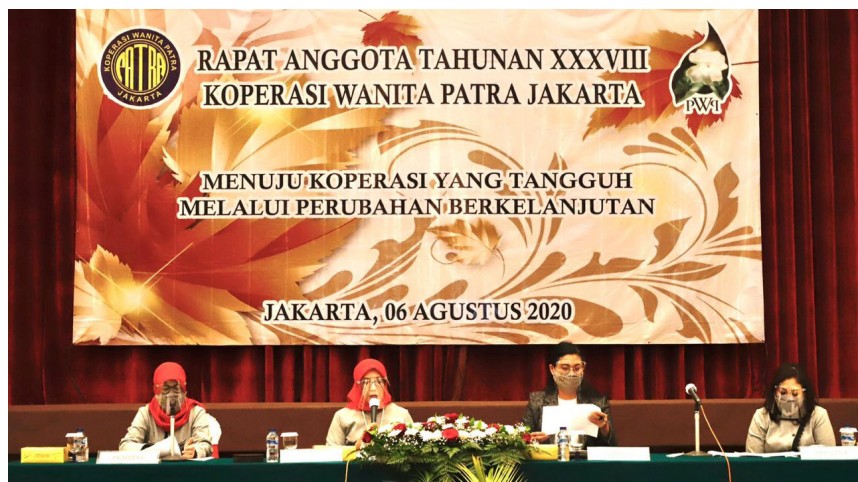 KOPERASI WANITA PATRA
PATRA
JAKARTA
RAPAT ANGGOTA TAHUNAN XXXVIII
KOPERASI WANITA PATRA JAKARTA
PWP
MENUJU KOPERASI YANG TANGGUH
MELALUI PERUBAHAN BERKELANJUTAN
JAKARTA, 06 AGUSTUS 2020